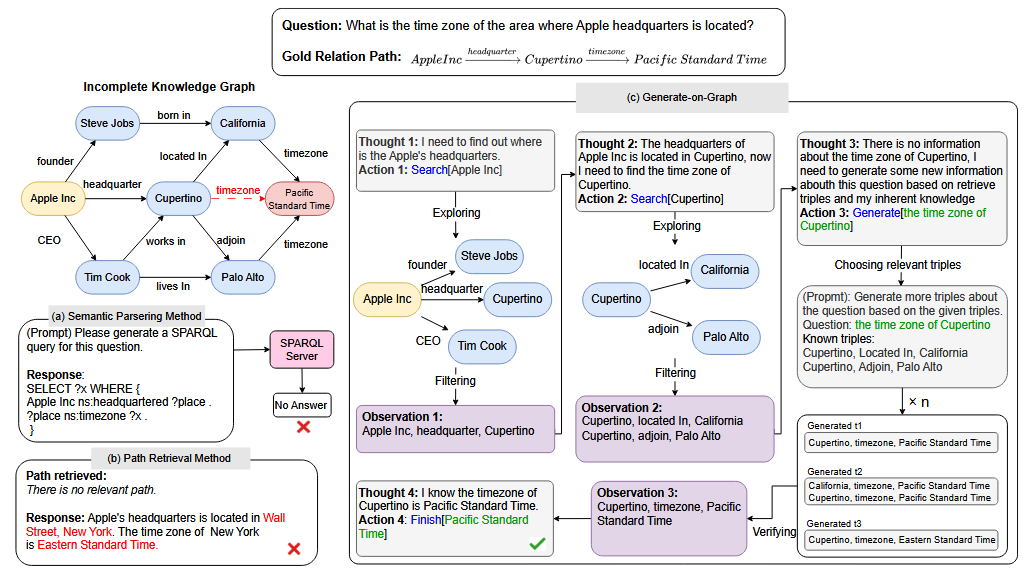 Question: What is the time zone of the area where Apple headquarters is located?
Gold Relation Path: AppleInc headquarter Cupertino timezone Pacific Standard Time
Incomplete Knowledge Graph
Steve Jobs
born in
California
founder
located In
timezone
Apple Inc
headquarter
Cupertino
timezone
Pacific
Standard Time
CEO
works in
adjoin
timezone
Tim Cook
lives In
Palo Alto
(a) Semantic Parsering Method
(Prompt) Please generate a SPARQL
query for this question.
Response:
SELECT ?x WHERE {
Apple Inc ns:headquartered ?place .
?place ns:timezone ?x .
}
SPARQL
Server
No Answer
(b) Path Retrieval Method
Path retrieved:
There is no relevant path.
Response: Apple's headquarters is located in Wall
Street, New York. The time zone of New York
is Eastern Standard Time.
(c) Generate-on-Graph
Thought 1: I need to find out where
is the Apple's headquarters.
Action 1: Search[Apple Inc]
Exploring
founder
Steve Jobs
Apple Inc
headquarter
Cupertino
CEO
Tim Cook
Filtering
Observation 1:
Apple Inc, headquarter, Cupertino
Thought 2: The headquarters of
Apple Inc is located in Cupertino, now
I need to find the time zone of
Cupertino.
Action 2: Search[Cupertino]
Exploring
located In
California
Cupertino
adjoin
Palo Alto
Filtering
Observation 2:
Cupertino, located In, California
Cupertino, adjoin, Palo Alto
Thought 3: There is no information
about the time zone of Cupertino, I
need to generate some new information
abouth this question based on retrieve
triples and my inherent knowledge
Action 3: Generate[the time zone of
Cupertino]
Choosing relevant triples
(Propmt): Generate more triples about
the question based on the given triples.
Question: the time zone of Cupertino
Known triples:
Cupertino, Located In, California
Cupertino, Adjoin, Palo Alto
× n
Generated t1
Cupertino, timezone, Pacific Standard Time
Generated t2
California, timezone, Pacific Standard Time
Cupertino, timezone, Pacific Standard Time
Generated t3
Cupertino, timezone, Eastern Standard Time
Verifying
Observation 3:
Cupertino, timezone, Pacific
Standard Time
Thought 4: I know the timezone of
Cupertino is Pacific Standard Time.
Action 4: Finish[Pacific Standard
Time]